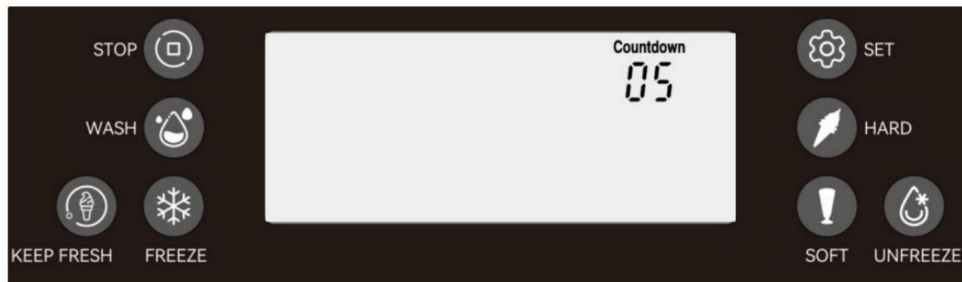 STOP
WASH
KEEP FRESH
FREEZE
Countdown
05
SET
HARD
SOFT
UNFREEZE